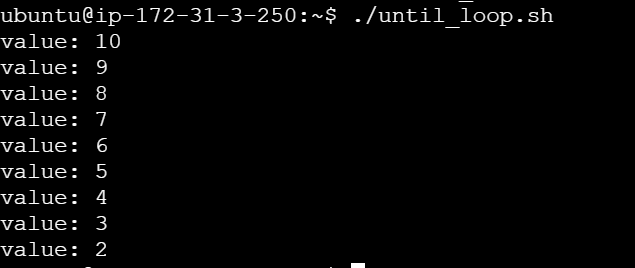 ubuntu@ip-172-31-3-250:~$ ./until_loop.sh
value: 10
value: 9
value: 8
value: 7
value: 6
value: 5
value: 4
value: 3
value: 2